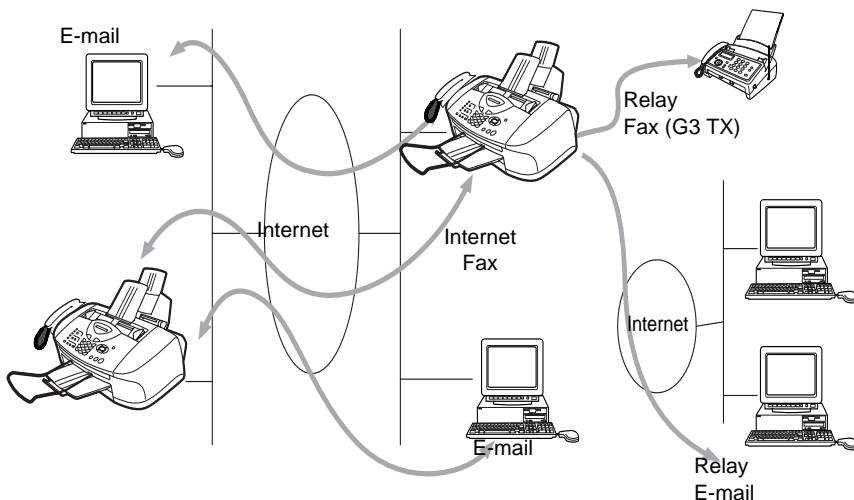 E-mail
Relay
Fax (G3 TX)
Internet
Internet
Fax
Internet
E-mail
Relay
E-mail